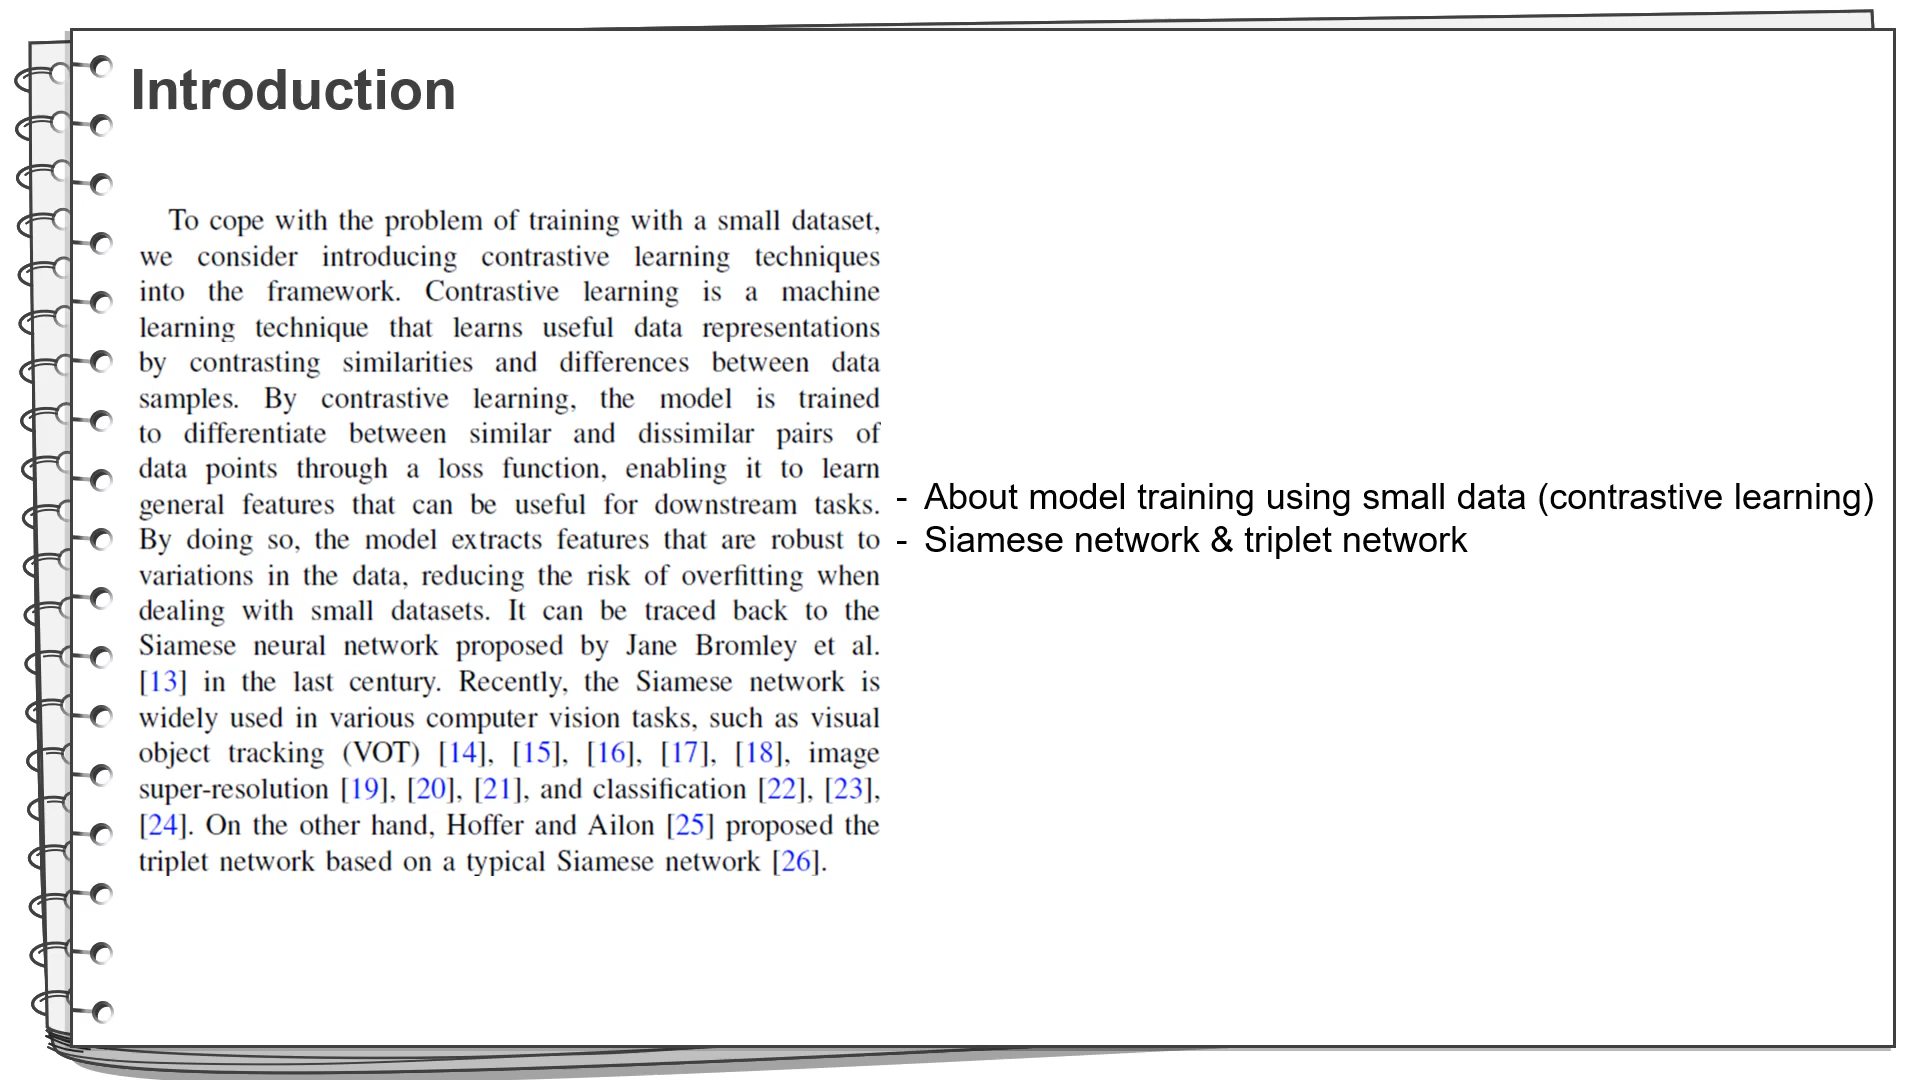 Introduction
To cope with the problem of training with a small dataset,
we consider introducing contrastive learning techniques
into the framework. Contrastive learning is a machine
learning technique that learns useful data representations
by contrasting similarities and differences between data
samples. By contrastive learning, the model is trained
to differentiate between similar and dissimilar pairs of
data points through a loss function, enabling it to learn
general features that can be useful for downstream tasks.
By doing so, the model extracts features that are robust to
variations in the data, reducing the risk of overfitting when
dealing with small datasets. It can be traced back to the
Siamese neural network proposed by Jane Bromley et al.
[13] in the last century. Recently, the Siamese network is
widely used in various computer vision tasks, such as visual
object tracking (VOT) [14], [15], [16], [17], [18], image
super-resolution [19], [20], [21], and classification [22], [23],
[24]. On the other hand, Hoffer and Ailon [25] proposed the
triplet network based on a typical Siamese network [26].
- About model training using small data (contrastive learning)
- Siamese network & triplet network